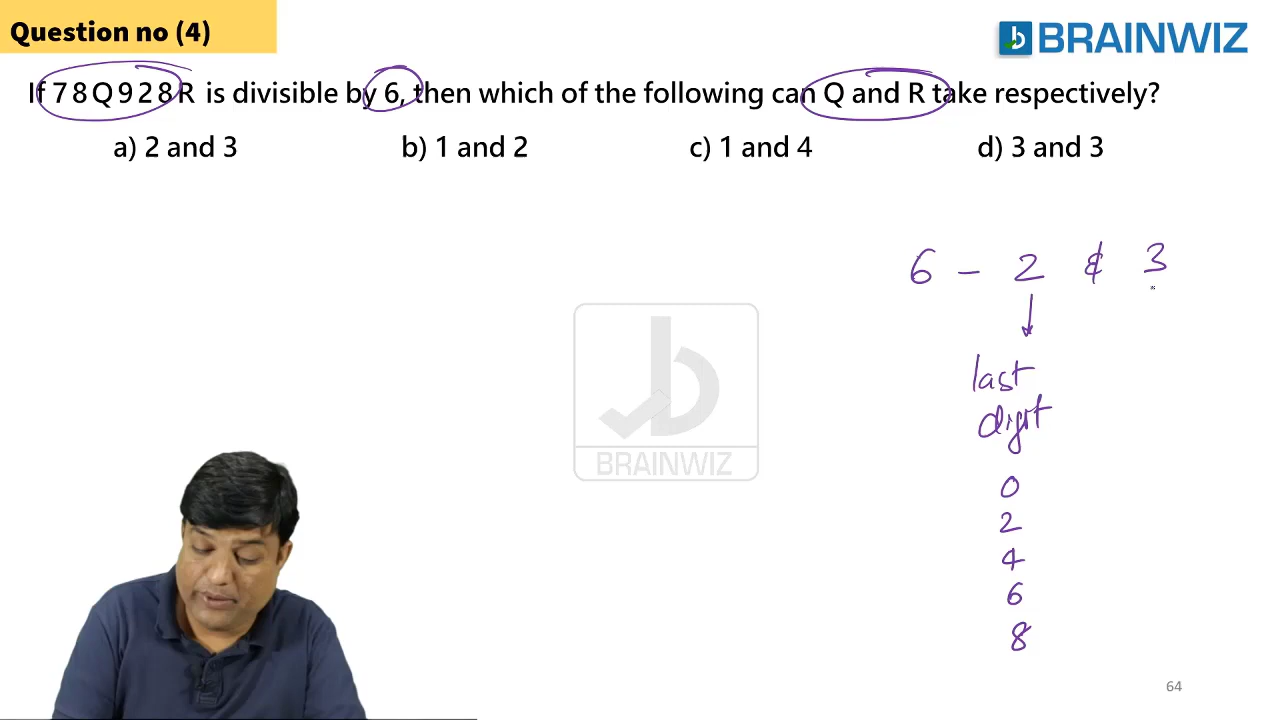 Question no (4)
BRAINWIZ
If 78Q928R is divisible by 6, then which of the following can Q and R take respectively?
a) 2 and 3 b) 1 and 2 c) 1 and 4 d) 3 and 3
6 - 2 & 3
last
digit
0
2
4
6
8
BRAINWIZ
64